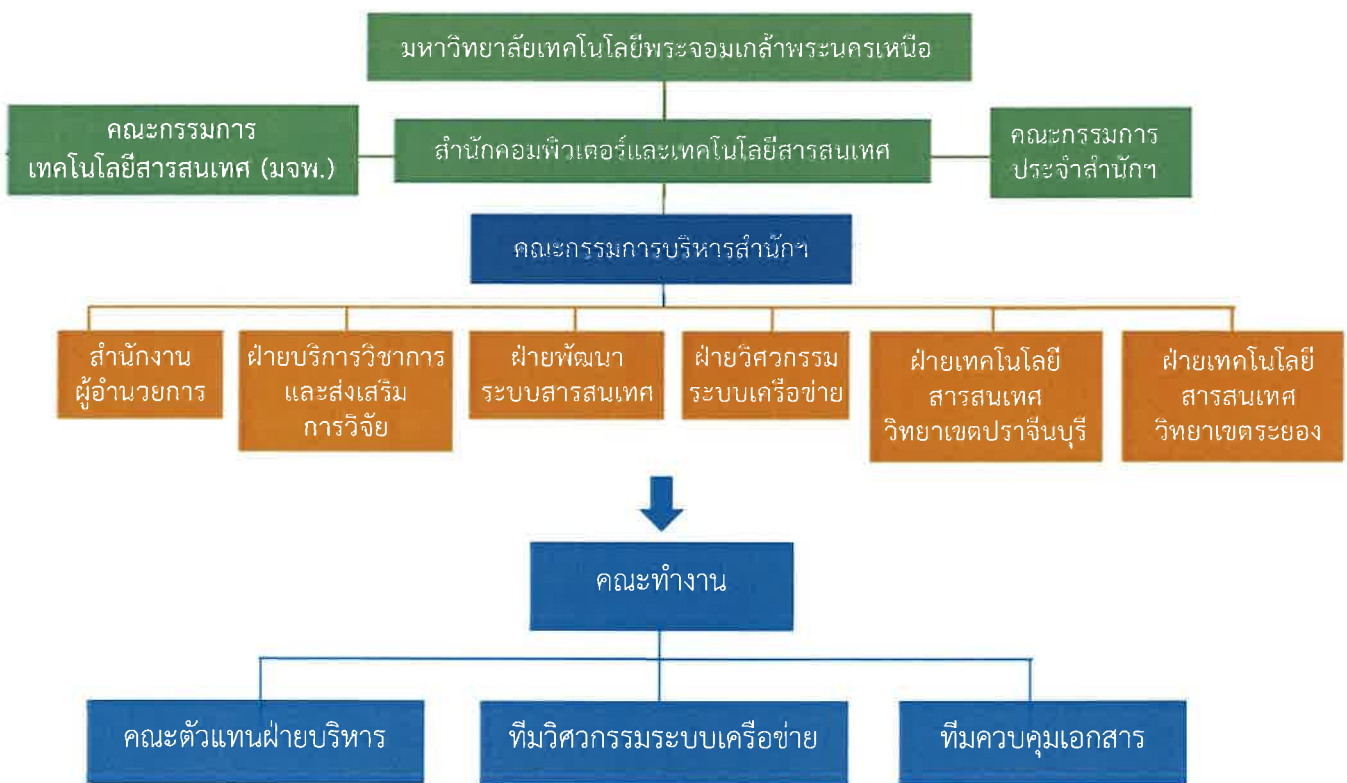 มหาวิทยาลัยเทคโนโลยีพระจอมเกล้าพระนครเหนือ
คณะกรรมการ
เทคโนโลยีสารสนเทศ (มจพ.)
สำนักคอมพิวเตอร์และเทคโนโลยีสารสนเทศ
คณะกรรมการ
ประจำสำนักฯ
คณะกรรมการบริหารสำนักฯ
สำนักงาน
ผู้อำนวยการ
ฝ่ายบริการวิชาการ
และส่งเสริม
การวิจัย
ฝ่ายพัฒนา
ระบบสารสนเทศ
ฝ่ายวิศวกรรม
ระบบเครือข่าย
ฝ่ายเทคโนโลยี
สารสนเทศ
วิทยาเขตปราจีนบุรี
ฝ่ายเทคโนโลยี
สารสนเทศ
วิทยาเขตระยอง
คณะทำงาน
คณะตัวแทนฝ่ายบริหาร
ทีมวิศวกรรมระบบเครือข่าย
ทีมควบคุมเอกสาร